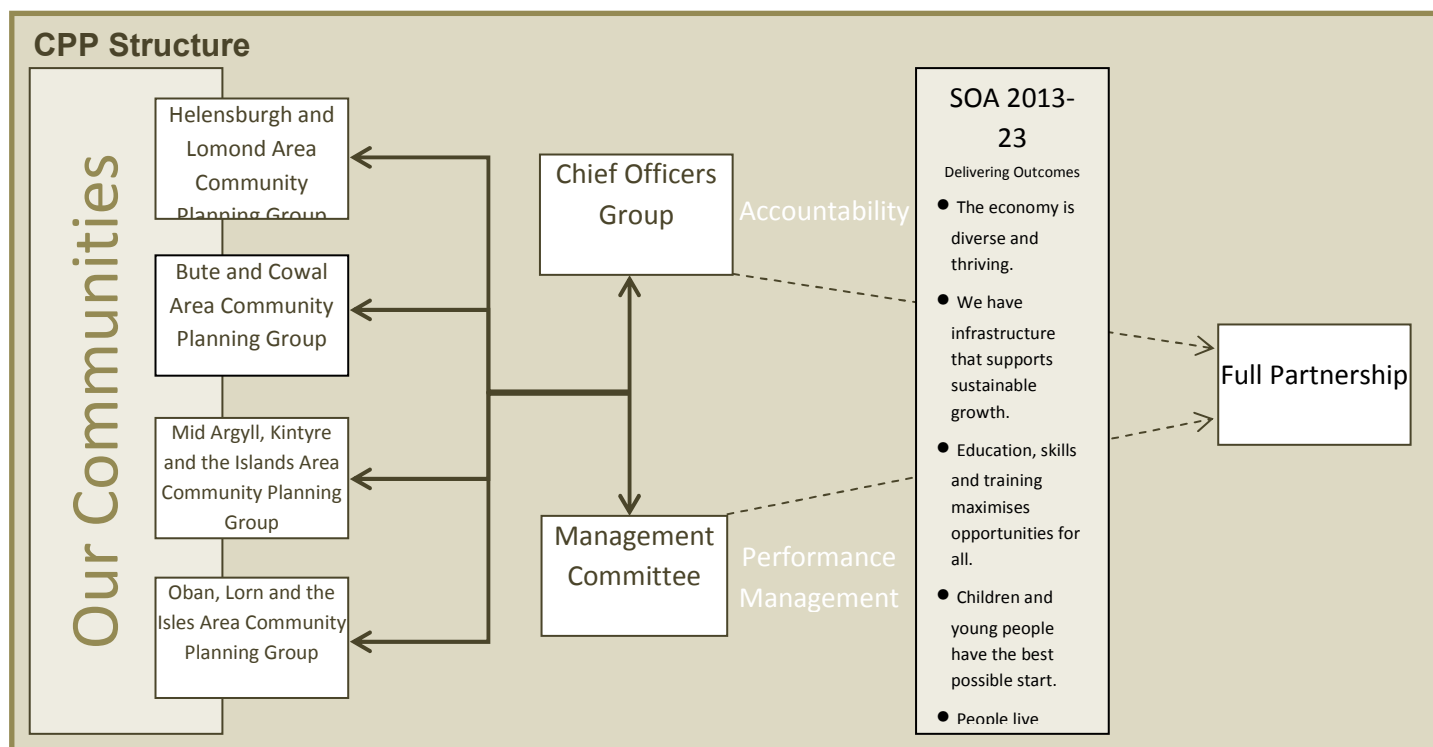 CPP Structure
Our Communities
Helensburgh and
Lomond Area
Community
Planning Group
Bute and Cowal
Area Community
Planning Group
Mid Argyll, Kintyre
and the Islands Area
Community Planning
Group
Oban, Lorn and the
Isles Area Community
Planning Group
Chief Officers
Group
Accountability
Management
Committee
Performance
Management
SOA 2013-
23
Delivering Outcomes
● The economy is
diverse and
thriving.
● We have
infrastructure
that supports
sustainable
growth.
● Education, skills
and training
maximises
opportunities for
all.
● Children and
young people
have the best
possible start.
● People live
Full Partnership